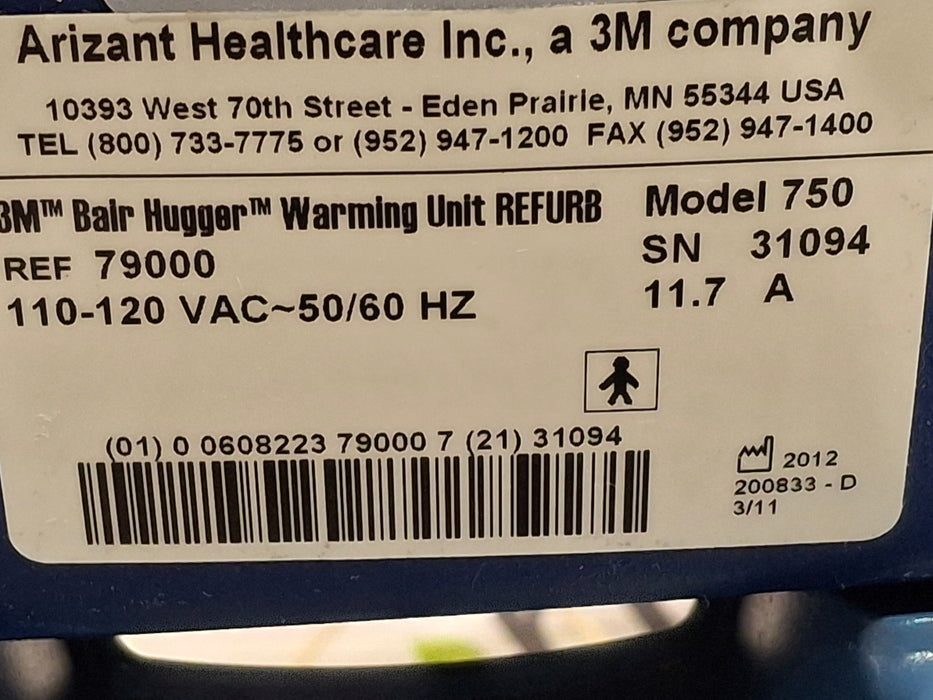 Arizant Healthcare Inc., a 3M company
10393 West 70th Street - Eden Prairie, MN 55344 USA
TEL (800) 733-7775 or (952) 947-1200 FAX (952) 947-1400
3M™ Bair Hugger™ Warming Unit REFURB
Model 750
REF 79000
SN 31094
110-120 VAC~50/60 HZ
11.7 A
(01) 0 0608223 79000 7 (21) 31094
2012
200833 - D
3/11